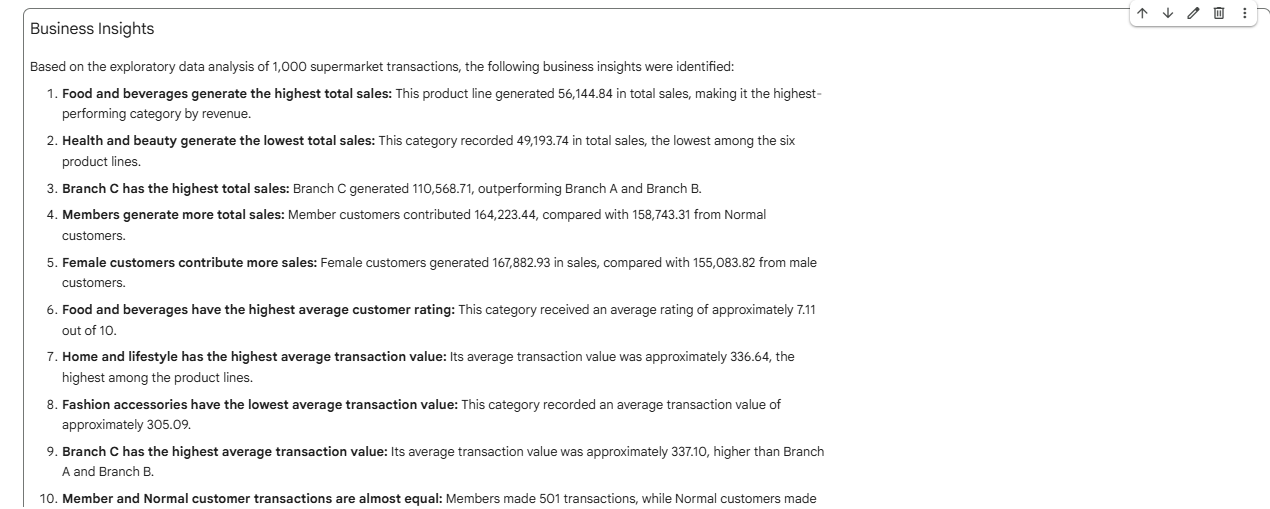 Business Insights
Based on the exploratory data analysis of 1,000 supermarket transactions, the following business insights were identified:
1. Food and beverages generate the highest total sales: This product line generated 56,144.84 in total sales, making it the highest-
performing category by revenue.
2. Health and beauty generate the lowest total sales: This category recorded 49,193.74 in total sales, the lowest among the six
product lines.
3. Branch C has the highest total sales: Branch C generated 110,568.71, outperforming Branch A and Branch B.
4. Members generate more total sales: Member customers contributed 164,223.44, compared with 158,743.31 from Normal
customers.
5. Female customers contribute more sales: Female customers generated 167,882.93 in sales, compared with 155,083.82 from male
customers.
6. Food and beverages have the highest average customer rating: This category received an average rating of approximately 7.11
out of 10.
7. Home and lifestyle has the highest average transaction value: Its average transaction value was approximately 336.64, the
highest among the product lines.
8. Fashion accessories have the lowest average transaction value: This category recorded an average transaction value of
approximately 305.09.
9. Branch C has the highest average transaction value: Its average transaction value was approximately 337.10, higher than Branch
A and Branch B.
10. Member and Normal customer transactions are almost equal: Members made 501 transactions, while Normal customers made